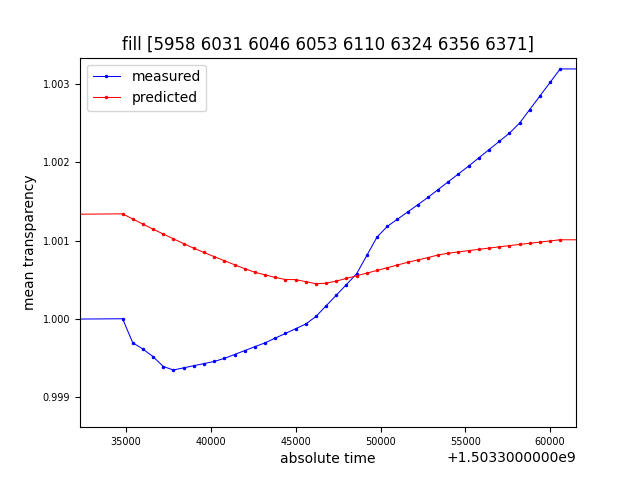 fill [5958 6031 6046 6053 6110 6324 6356 6371]
measured
predicted
mean transparency
1.003
1.002
1.001
1.000
0.999
35000 40000 45000 50000 55000 60000
absolute time
+1.5033000000e9